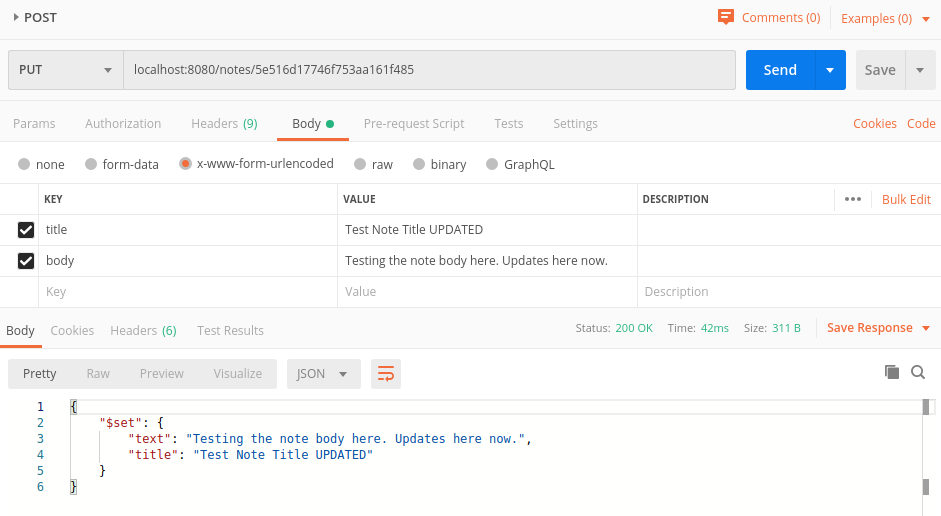 POST Comments (0) Examples (0)
PUT localhost:8080/notes/5e516d17746f753aa161f485 Send Save
Params Authorization Headers (9) Body Pre-request Script Tests Settings Cookies Code
none form-data x-www-form-urlencoded raw binary GraphQL
KEY VALUE DESCRIPTION Bulk Edit
title Test Note Title UPDATED
body Testing the note body here. Updates here now.
Key Value Description
Body Cookies Headers (6) Test Results Status: 200 OK Time: 42ms Size: 311 B Save Response
Pretty Raw Preview Visualize JSON
1 {
2 "$set": {
3 "text": "Testing the note body here. Updates here now.",
4 "title": "Test Note Title UPDATED"
5 }
6 }